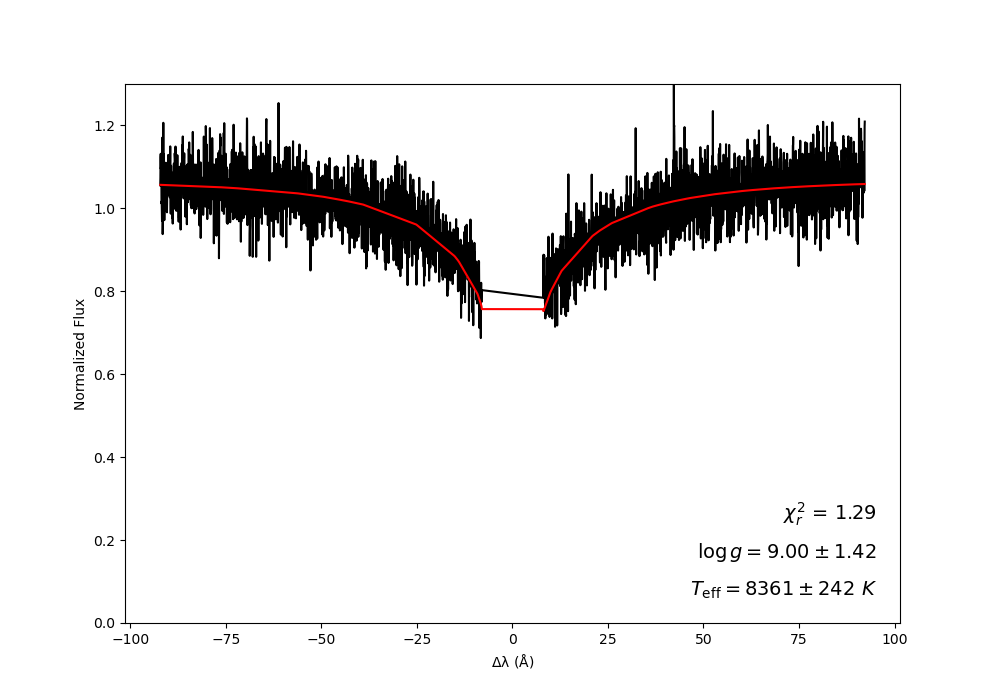 1.2
1.0
0.8
0.6
0.4
0.2
0.0
Normalized Flux
χ²ᵣ = 1.29
log g = 9.00 ± 1.42
T_eff = 8361 ± 242 K
−100 −75 −50 −25 0 25 50 75 100
Δλ (Å)